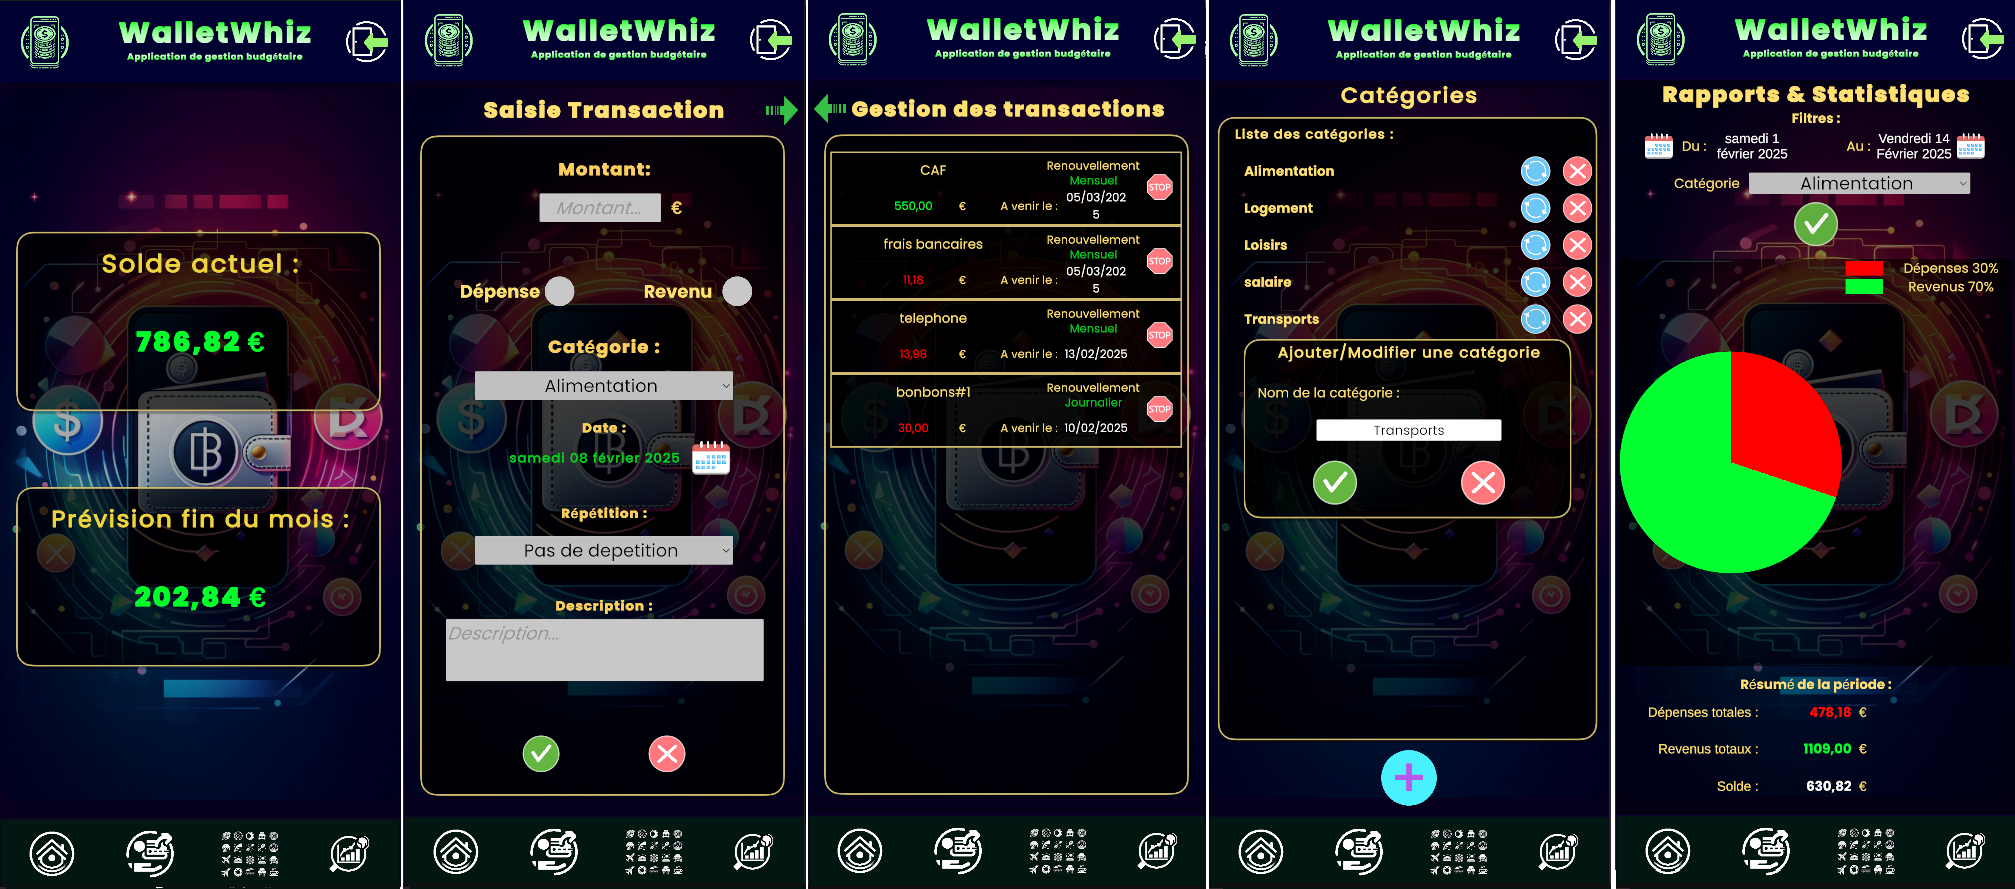 WalletWhiz
Application de gestion budgétaire
Solde actuel :
786,82 €
Prévision fin du mois :
202,84 €
WalletWhiz
Application de gestion budgétaire
Saisie Transaction
Montant:
Montant... €
Dépense Revenu
Catégorie :
Alimentation
Date :
samedi 08 février 2025
Répétition :
Pas de depetition
Description :
Description...
WalletWhiz
Application de gestion budgétaire
Gestion des transactions
CAF Renouvellement
Mensuel
550,00 € A venir le : 05/03/202
5
STOP
frais bancaires Renouvellement
Mensuel
11,18 € A venir le : 05/03/202
5
STOP
telephone Renouvellement
Mensuel
13,98 € A venir le : 13/02/2025
STOP
bonbons#1 Renouvellement
Journalier
30,00 € A venir le : 10/02/2025
STOP
WalletWhiz
Application de gestion budgétaire
Catégories
Liste des catégories :
Alimentation
Logement
Loisirs
salaire
Transports
Ajouter/Modifier une catégorie
Nom de la catégorie :
Transports
WalletWhiz
Application de gestion budgétaire
Rapports & Statistiques
Filtres :
Du : samedi 1
février 2025
Au : Vendredi 14
Février 2025
Catégorie Alimentation
Dépenses 30%
Revenus 70%
Résumé de la période :
Dépenses totales : 478,18 €
Revenus totaux : 1109,00 €
Solde : 630,82 €